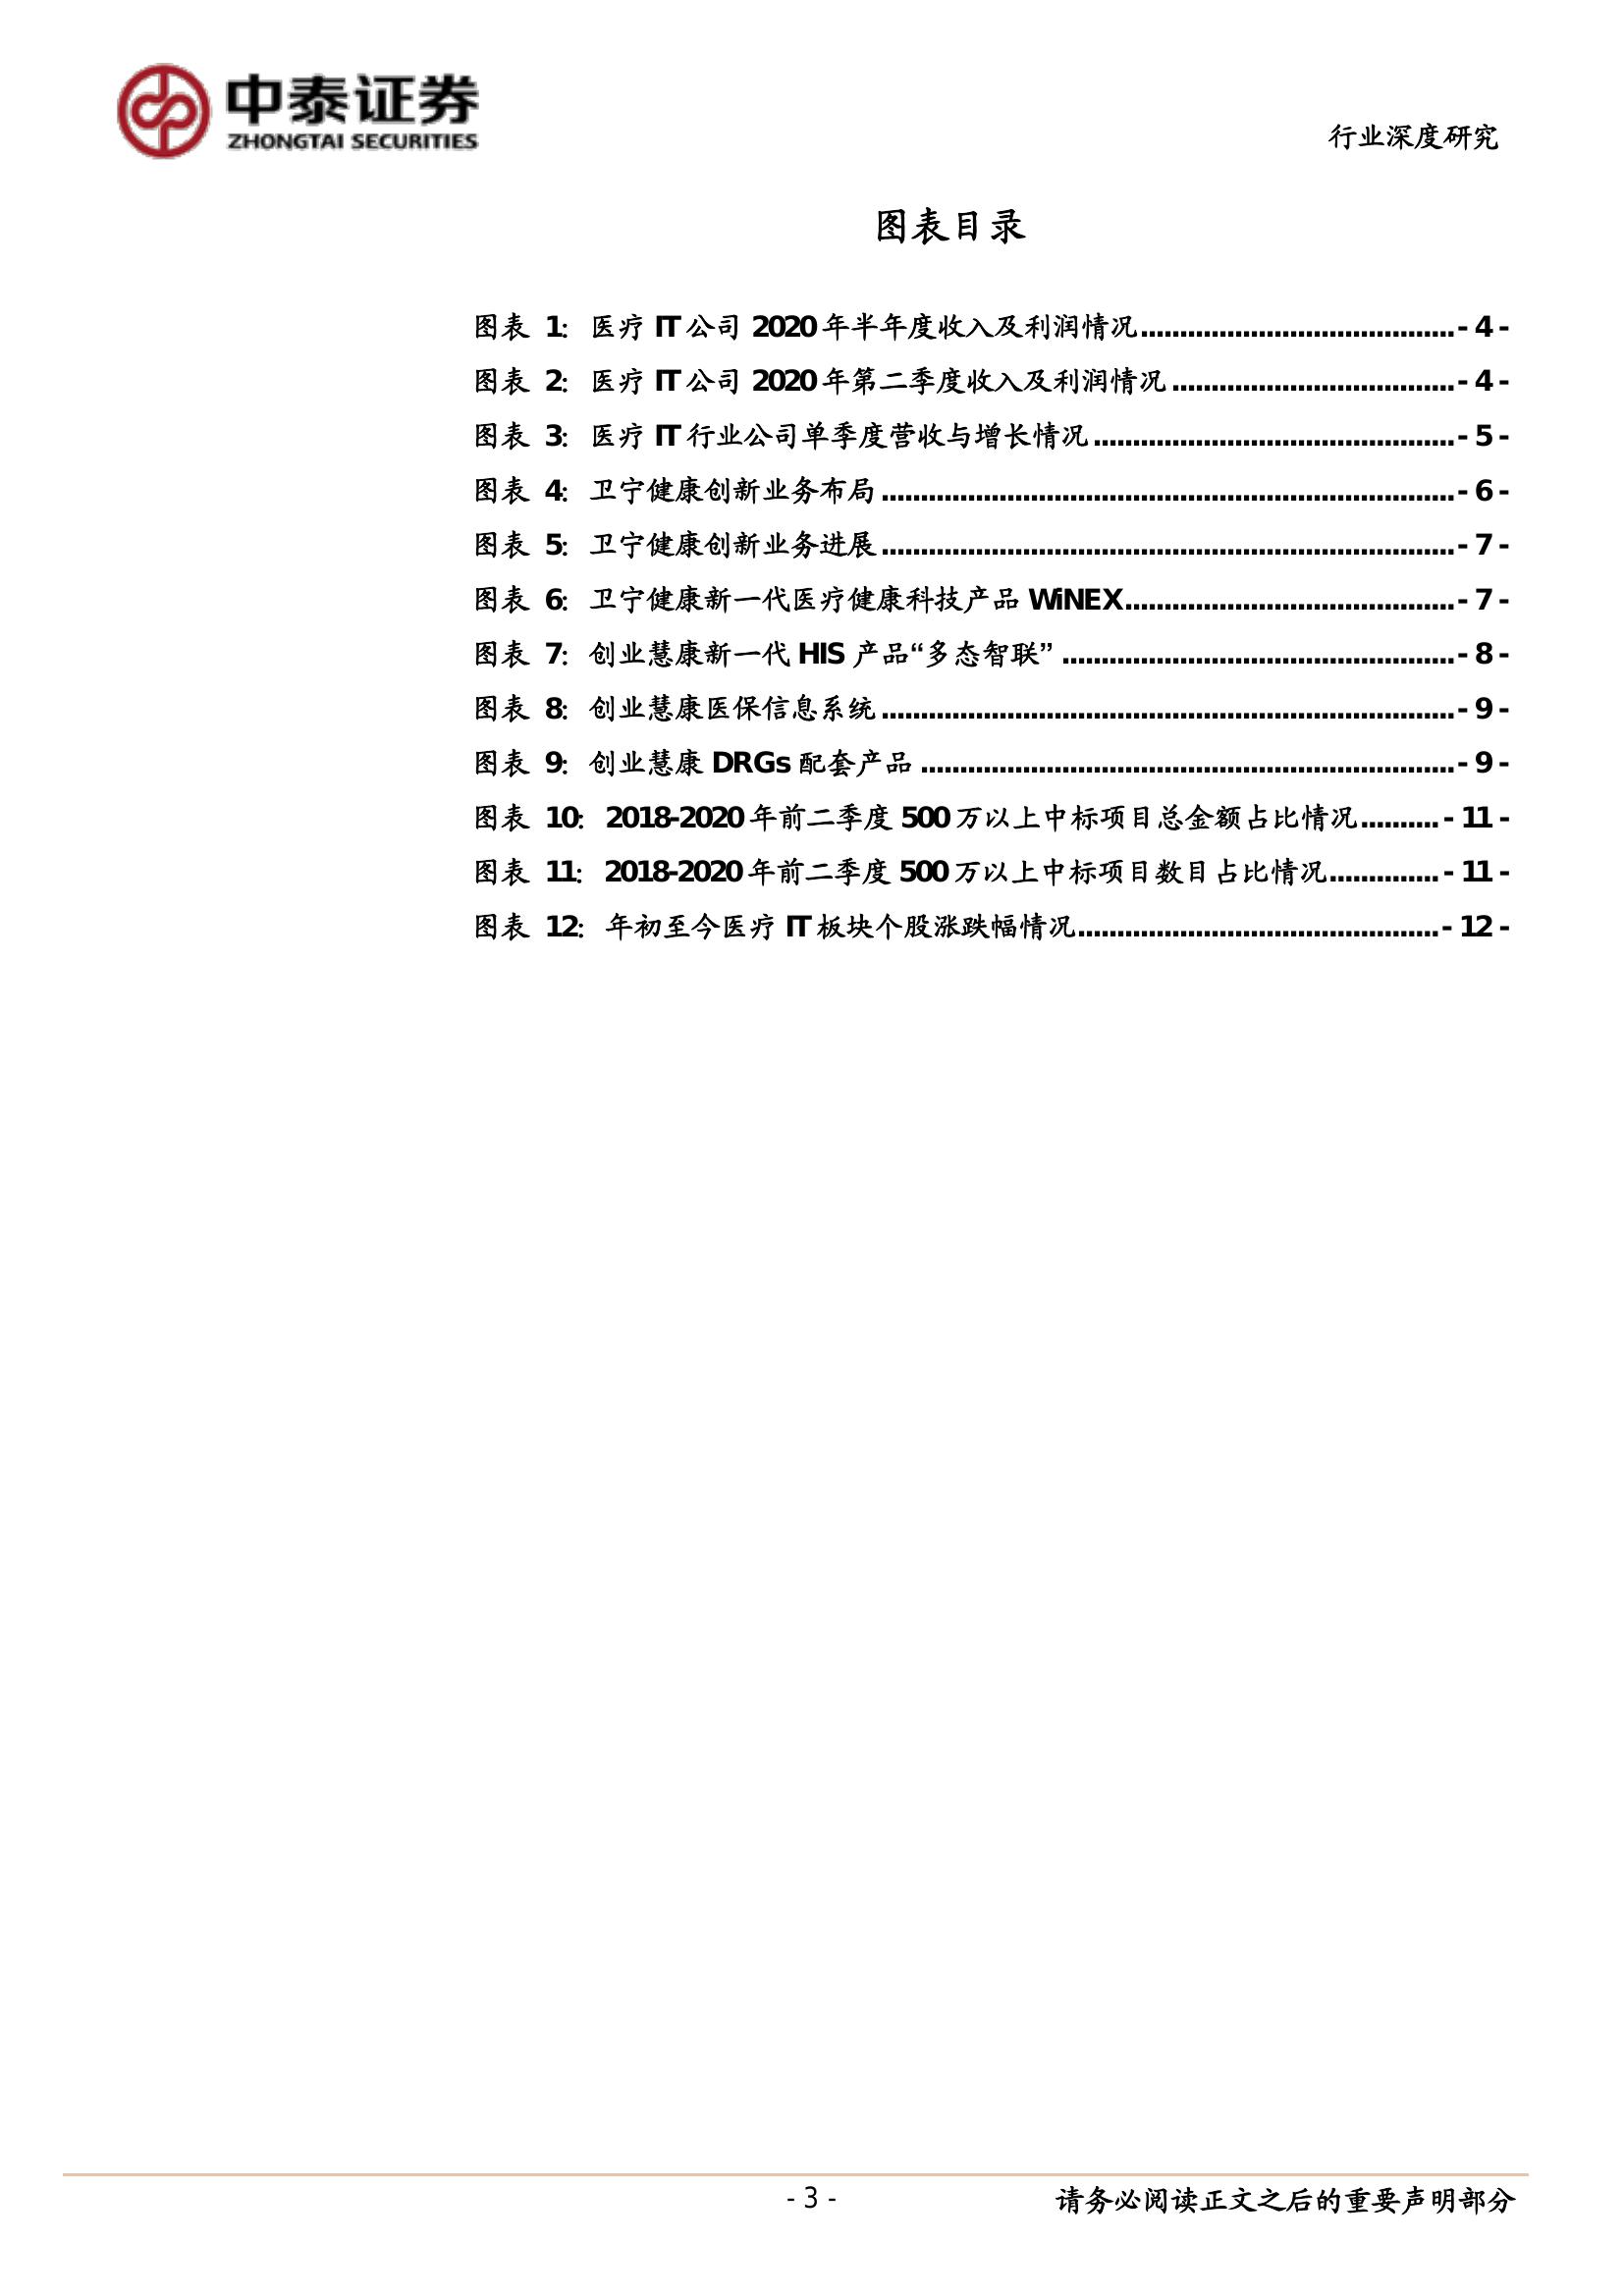 中泰证券
ZHONGTAI SECURITIES
行业深度研究
图表目录
图表 1：医疗 IT 公司 2020 年半年度收入及利润情况........................................- 4 -
图表 2：医疗 IT 公司 2020 年第二季度收入及利润情况....................................- 4 -
图表 3：医疗 IT 行业公司单季度营收与增长情况..............................................- 5 -
图表 4：卫宁健康创新业务布局.........................................................................- 6 -
图表 5：卫宁健康创新业务进展.........................................................................- 7 -
图表 6：卫宁健康新一代医疗健康科技产品 WiNEX..........................................- 7 -
图表 7：创业慧康新一代 HIS 产品“多态智联” ..................................................- 8 -
图表 8：创业慧康医保信息系统.........................................................................- 9 -
图表 9：创业慧康 DRGs 配套产品....................................................................- 9 -
图表 10：2018-2020 年前二季度 500 万以上中标项目总金额占比情况..........- 11 -
图表 11：2018-2020 年前二季度 500 万以上中标项目数目占比情况..............- 11 -
图表 12：年初至今医疗 IT 板块个股涨跌幅情况..............................................- 12 -
- 3 -
请务必阅读正文之后的重要声明部分